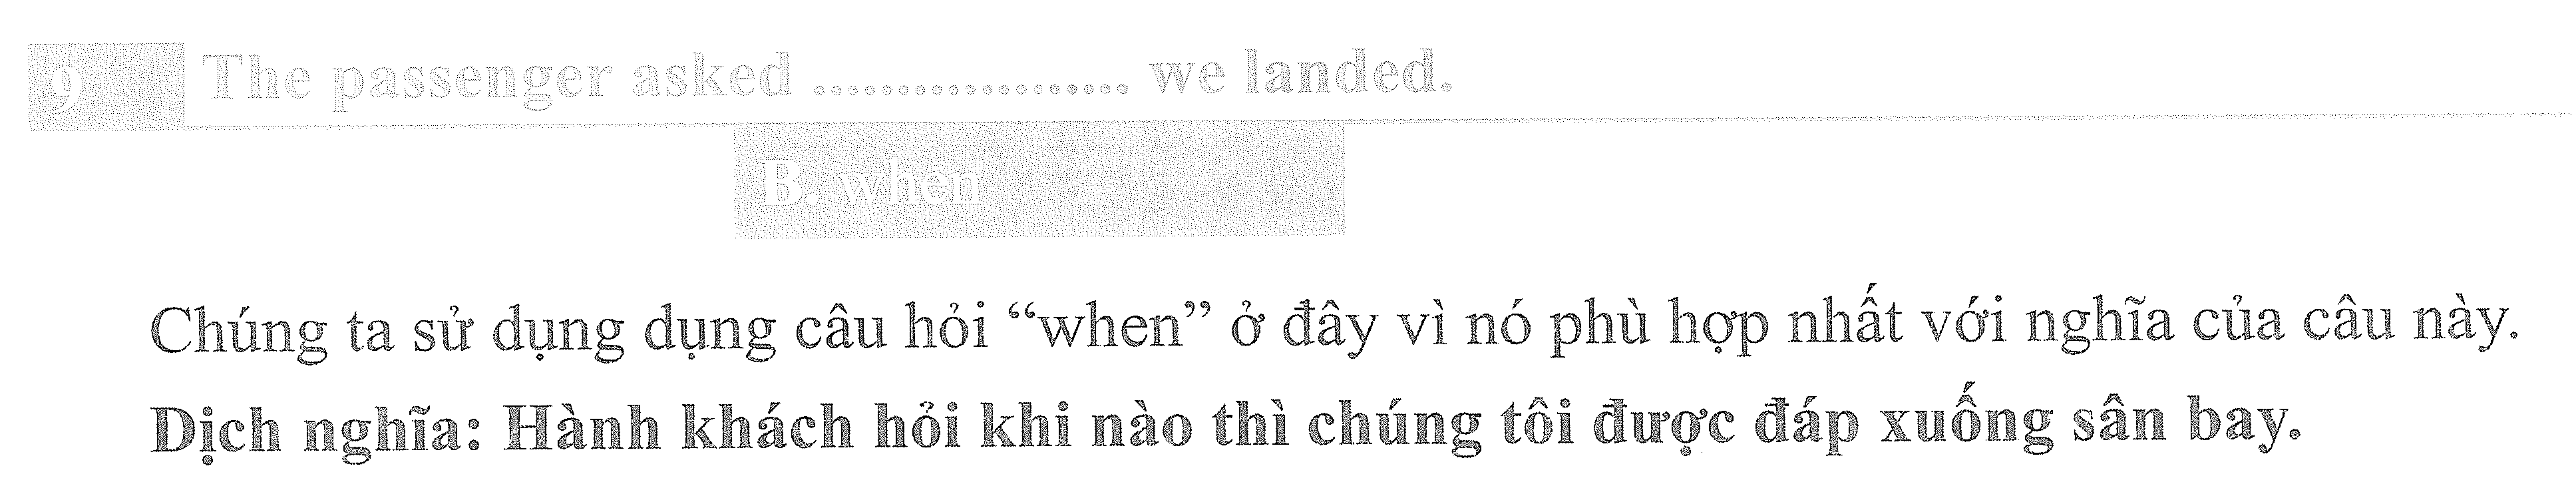 9 The passenger asked ................... we landed.
B. when
Chúng ta sử dụng dụng câu hỏi “when” ở đây vì nó phù hợp nhất với nghĩa của câu này.
Dịch nghĩa: Hành khách hỏi khi nào thì chúng tôi được đáp xuống sân bay.